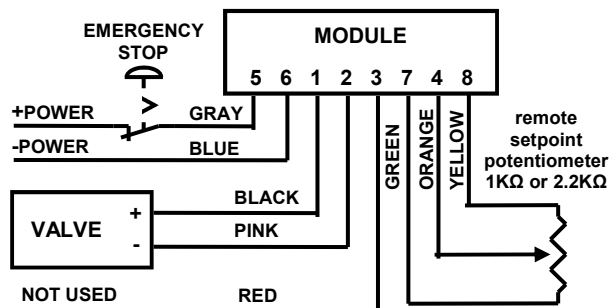 EMERGENCY
STOP
MODULE
5 6 1 2 3 7 4 8
+POWER
GRAY
-POWER
BLUE
GREEN
ORANGE
YELLOW
remote
setpoint
potentiometer
1KΩ or 2.2KΩ
BLACK
VALVE
+
-
PINK
NOT USED
RED